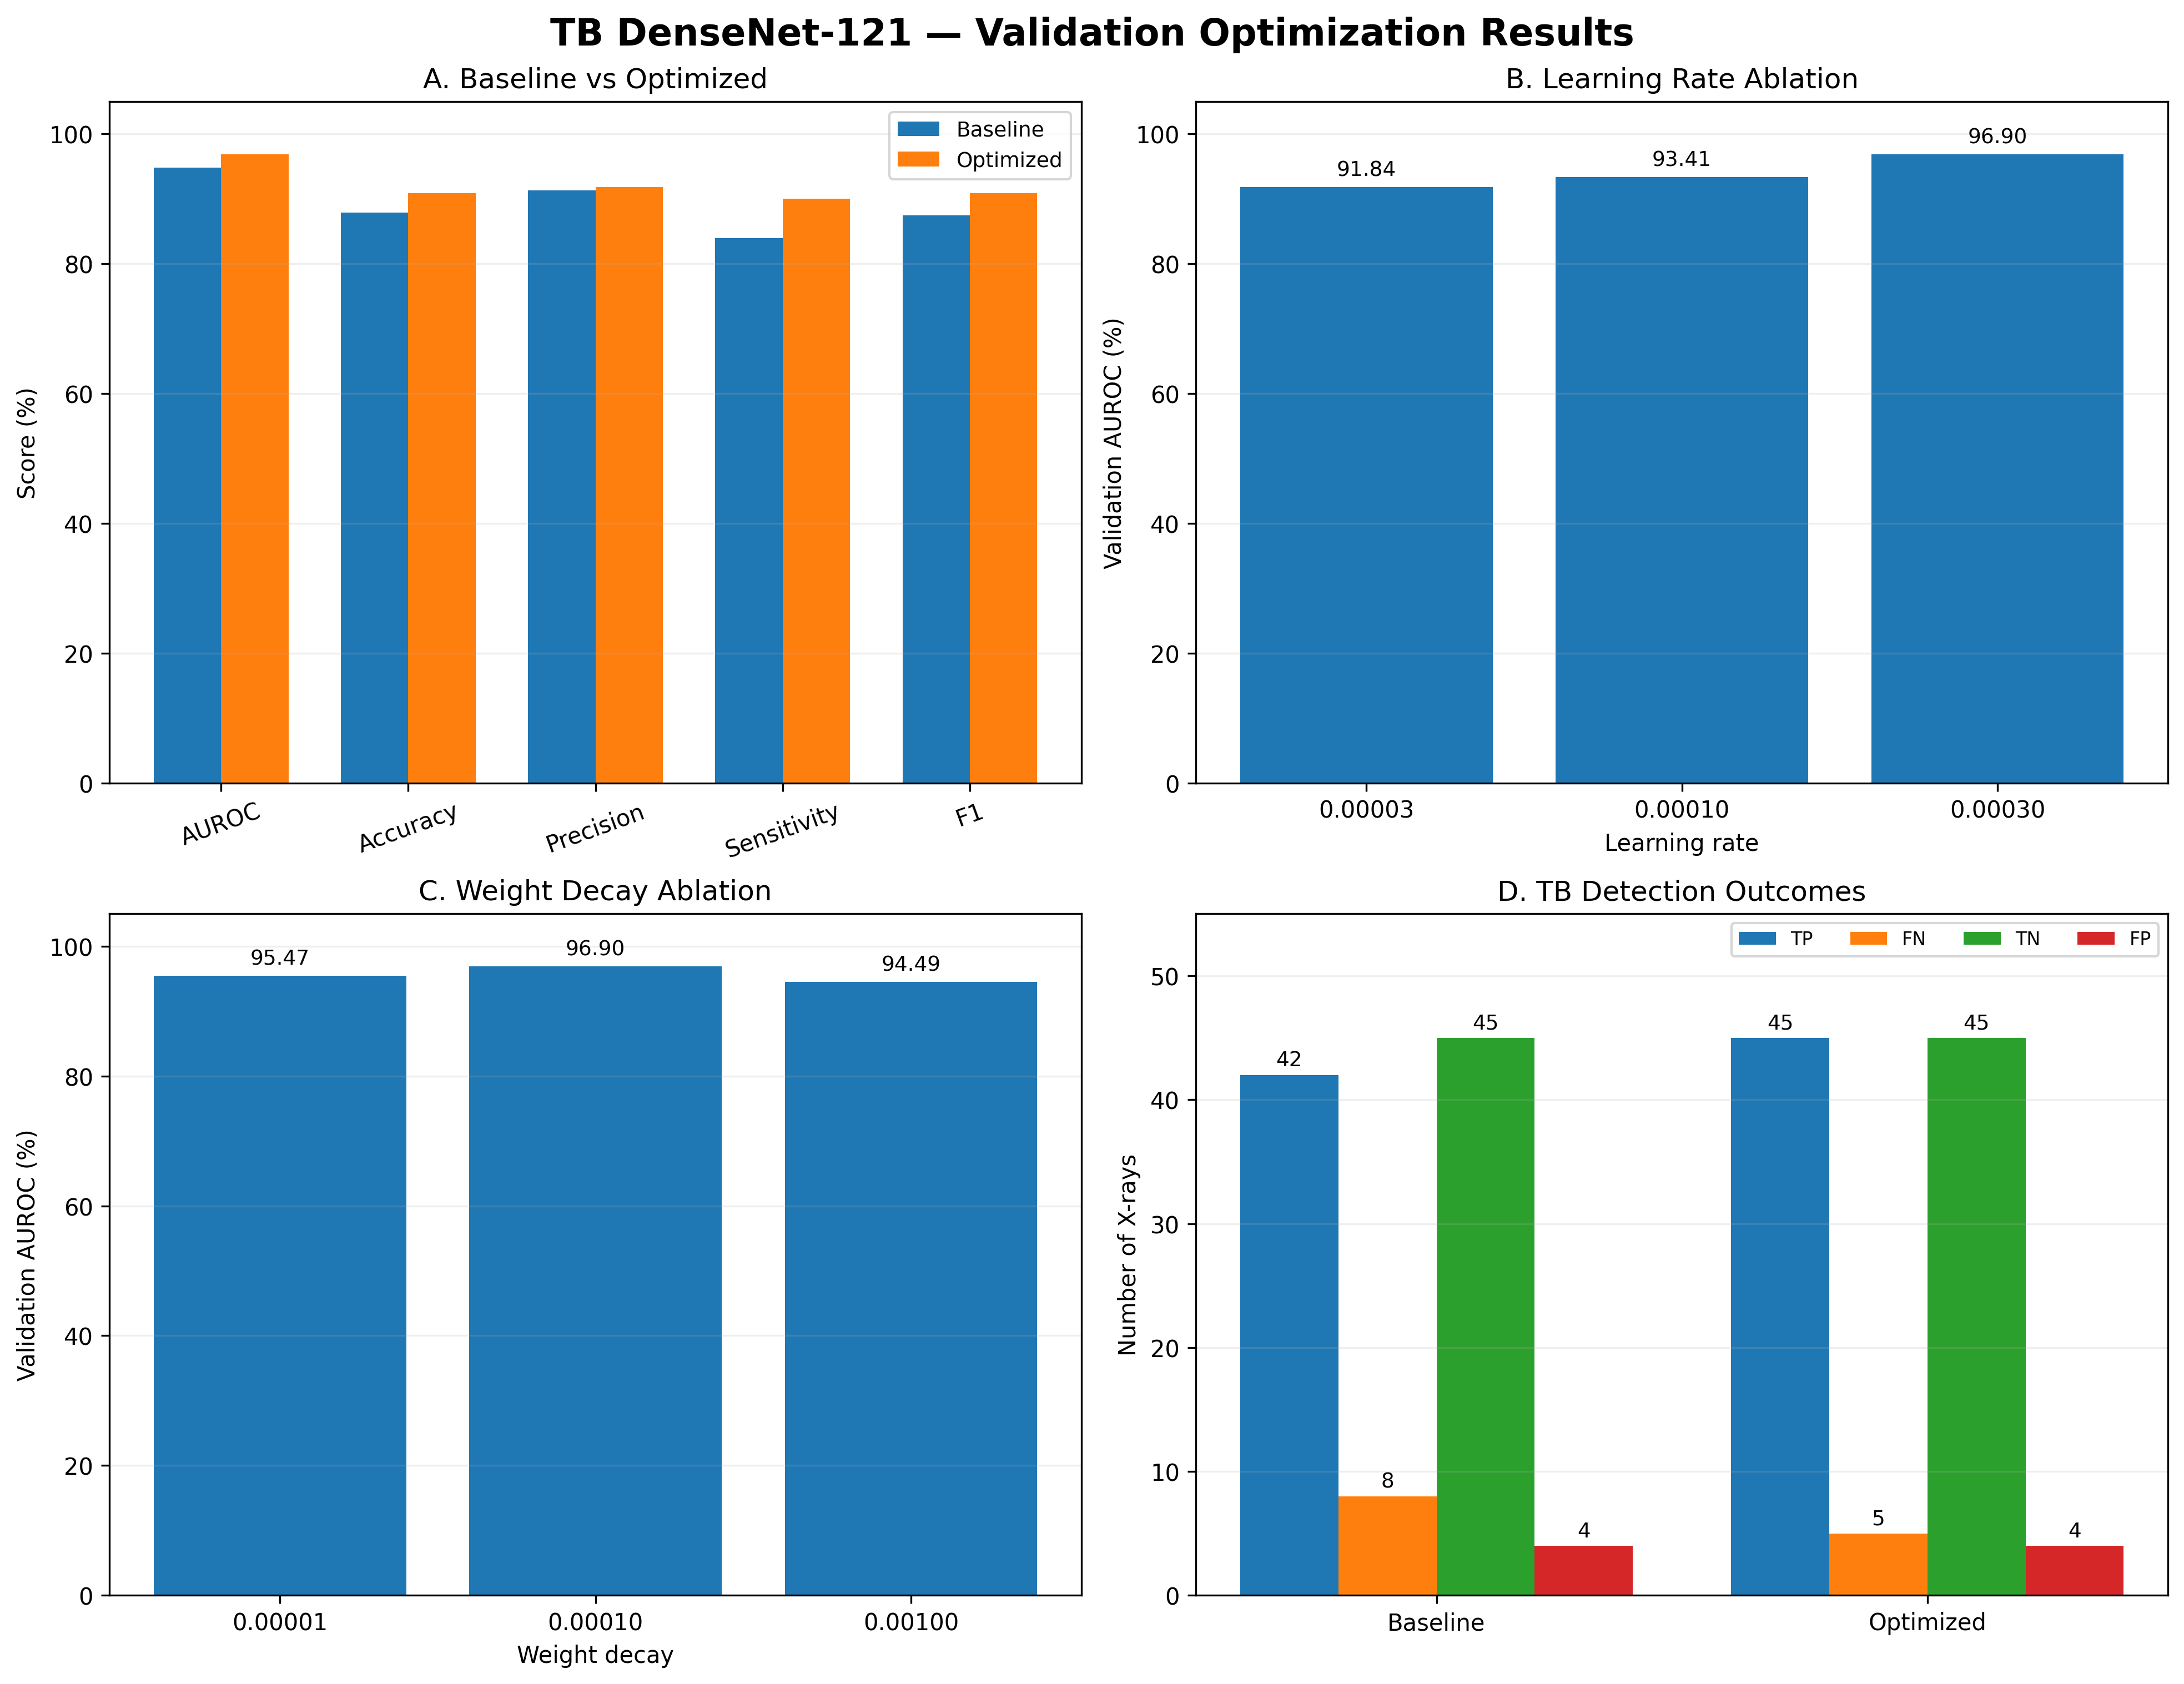 TB DenseNet-121 — Validation Optimization Results
A. Baseline vs Optimized
Baseline
Optimized
Score (%)
100
80
60
40
20
0
AUROC
Accuracy
Precision
Sensitivity
F1
B. Learning Rate Ablation
Validation AUROC (%)
100
80
60
40
20
0
91.84
93.41
96.90
0.00003
0.00010
0.00030
Learning rate
C. Weight Decay Ablation
Validation AUROC (%)
100
80
60
40
20
0
95.47
96.90
94.49
0.00001
0.00010
0.00100
Weight decay
D. TB Detection Outcomes
TP FN TN FP
Number of X-rays
50
40
30
20
10
0
42
8
45
4
45
5
45
4
Baseline
Optimized